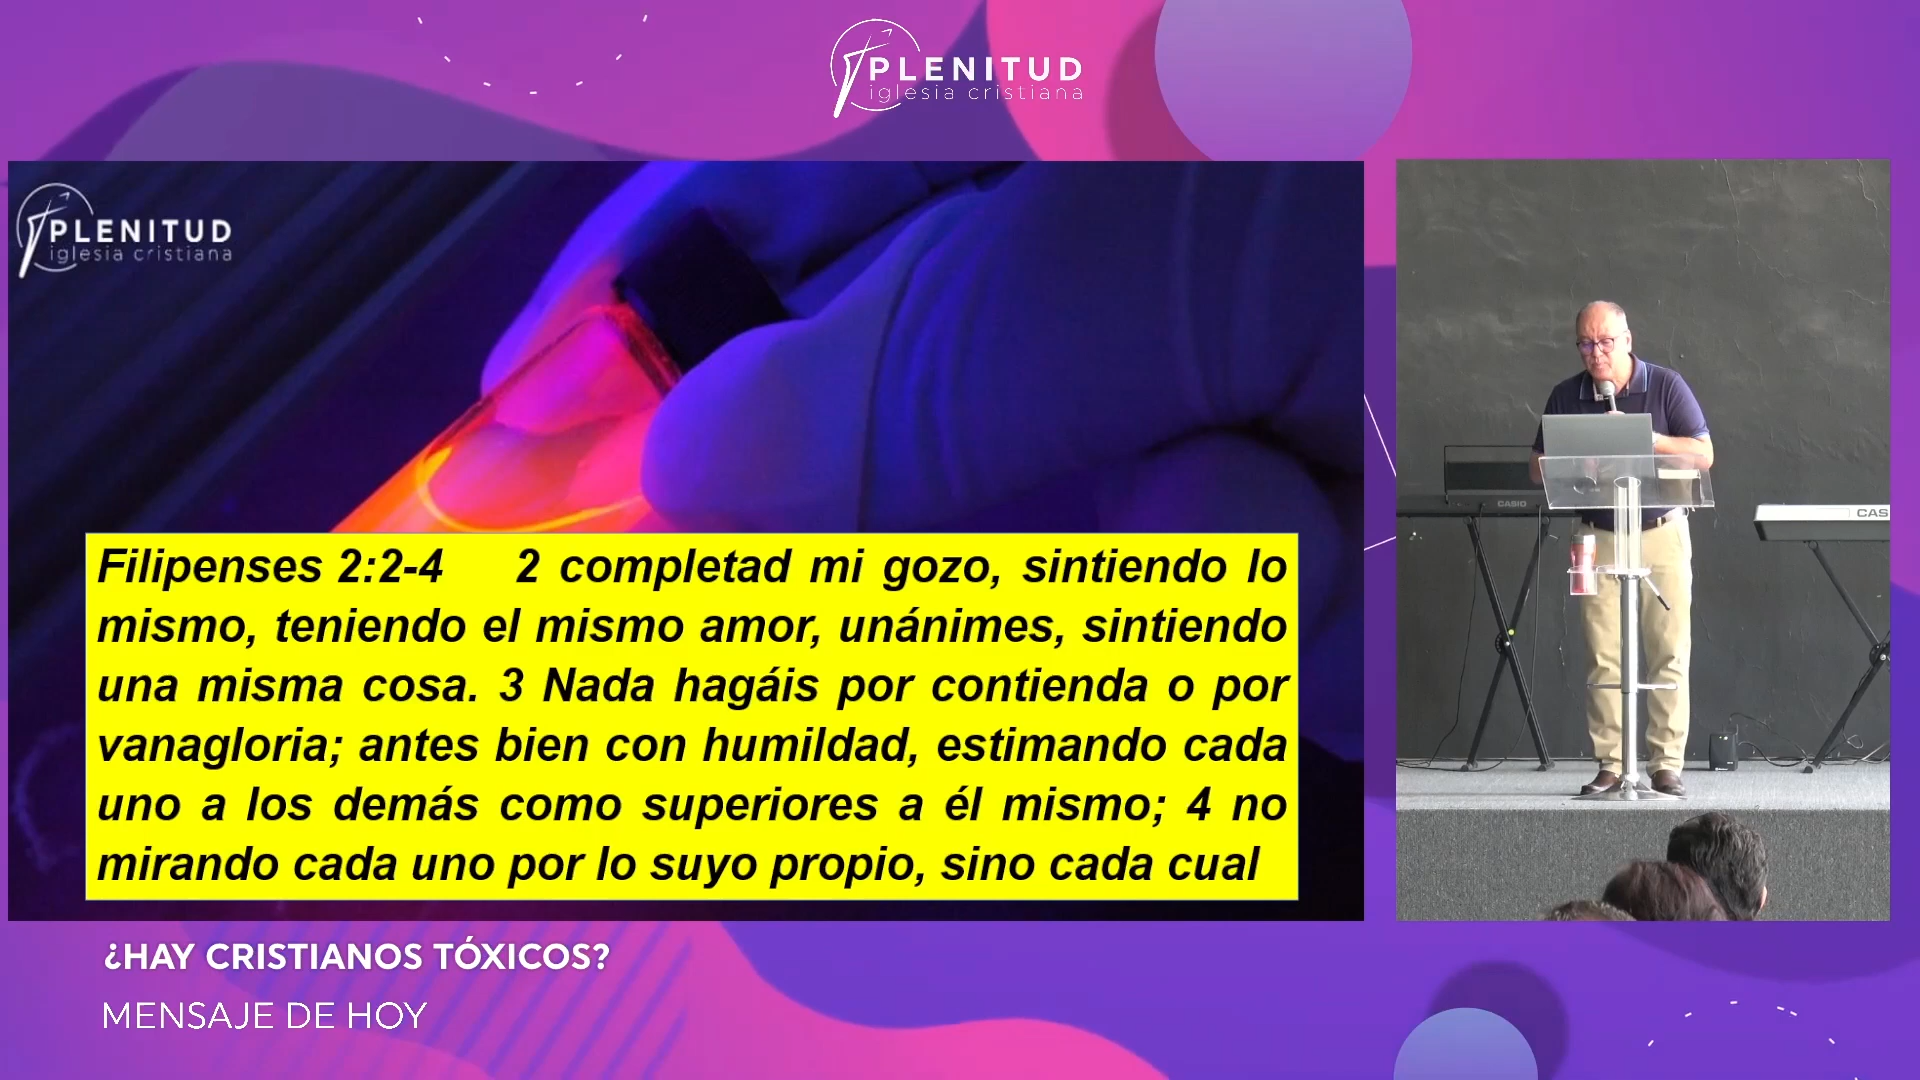 PLENITUD
iglesia cristiana
PLENITUD
iglesia cristiana
Filipenses 2:2-4 2 completad mi gozo, sintiendo lo
mismo, teniendo el mismo amor, unánimes, sintiendo
una misma cosa. 3 Nada hagáis por contienda o por
vanagloria; antes bien con humildad, estimando cada
uno a los demás como superiores a él mismo; 4 no
mirando cada uno por lo suyo propio, sino cada cual
CASIO
CAS
¿HAY CRISTIANOS TÓXICOS?
MENSAJE DE HOY